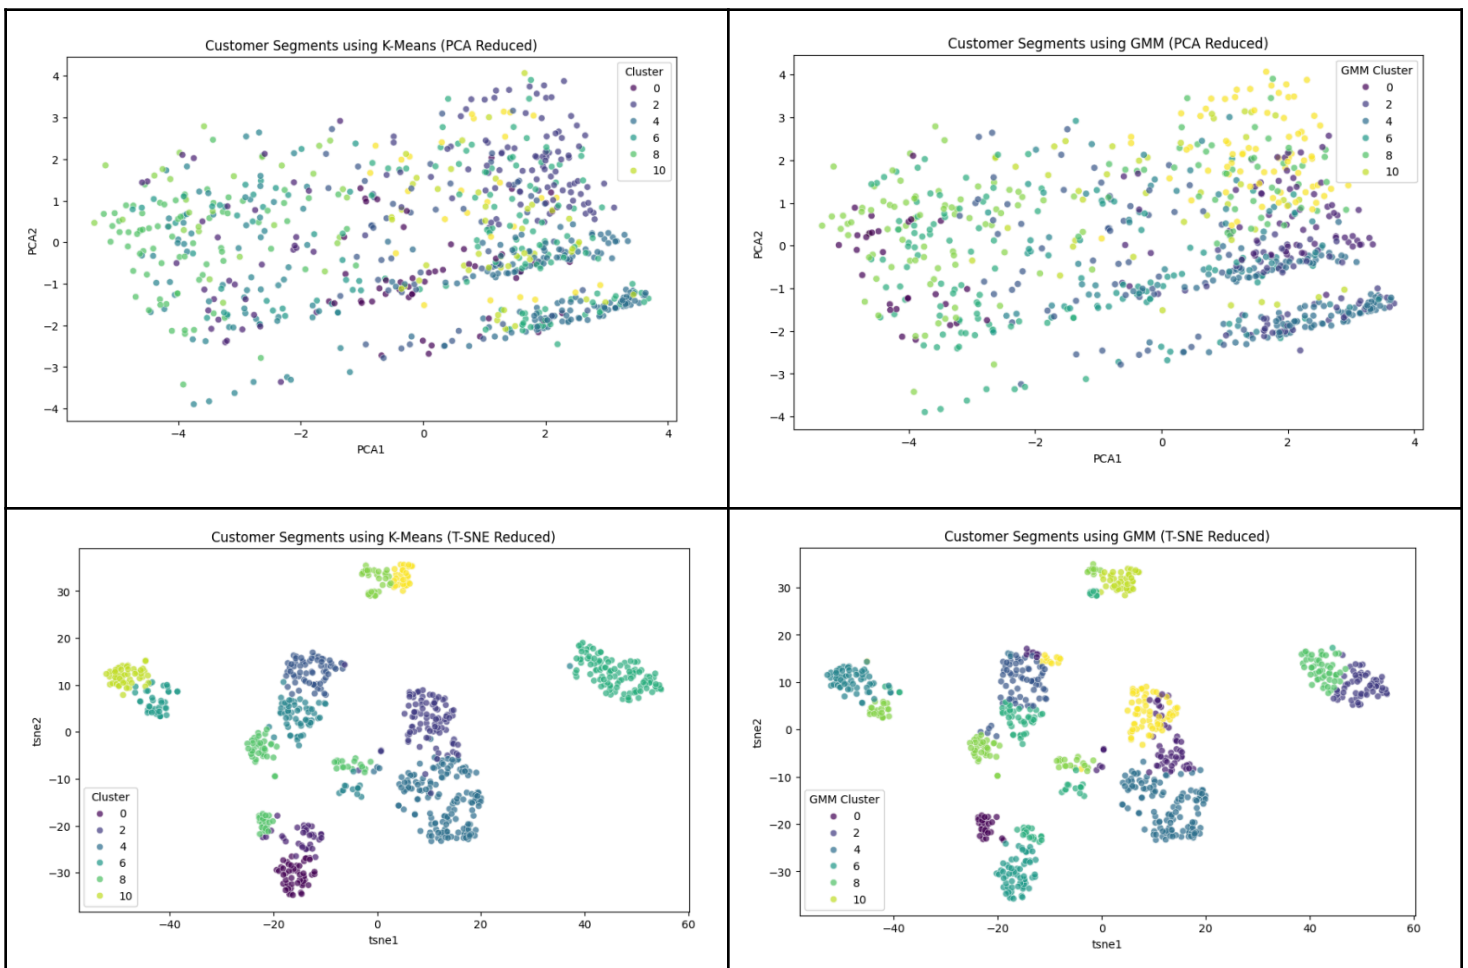 Customer Segments using K-Means (PCA Reduced)
Cluster
0
2
4
6
8
10
4
3
2
1
0
−1
−2
−3
−4
PCA2
−4 −2 0 2 4
PCA1
Customer Segments using GMM (PCA Reduced)
GMM Cluster
0
2
4
6
8
10
4
3
2
1
0
−1
−2
−3
−4
PCA2
−4 −2 0 2 4
PCA1
Customer Segments using K-Means (T-SNE Reduced)
30
20
10
0
−10
−20
−30
tsne2
Cluster
0
2
4
6
8
10
−40 −20 0 20 40 60
tsne1
Customer Segments using GMM (T-SNE Reduced)
30
20
10
0
−10
−20
−30
tsne2
GMM Cluster
0
2
4
6
8
10
−40 −20 0 20 40 60
tsne1